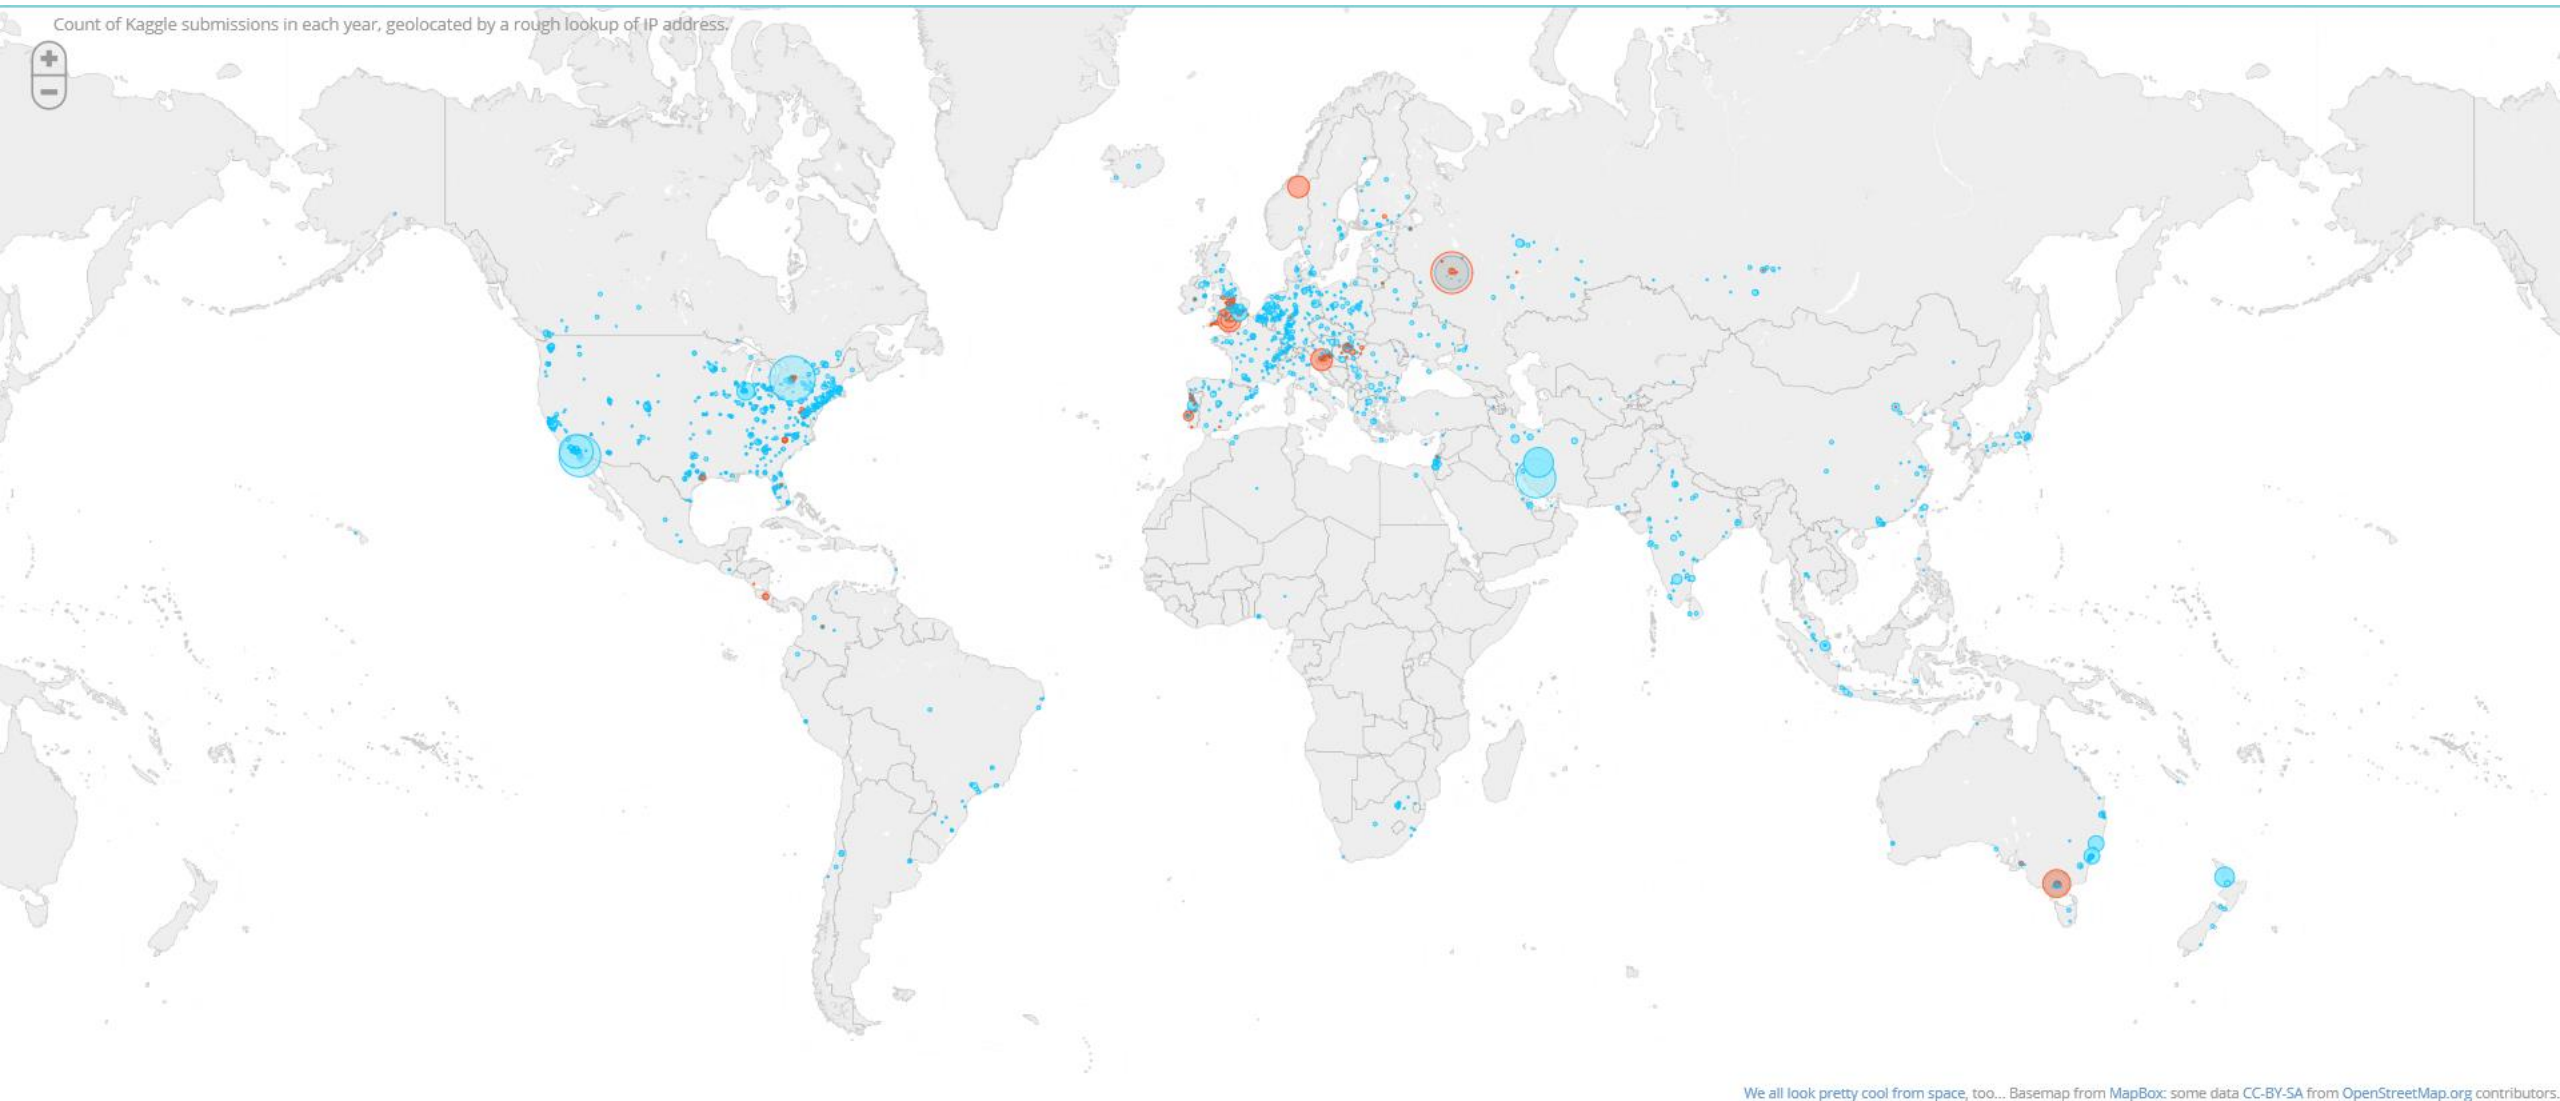 Count of Kaggle submissions in each year, geolocated by a rough lookup of IP address.
We all look pretty cool from space, too... Basemap from MapBox: some data CC-BY-SA from OpenStreetMap.org contributors.